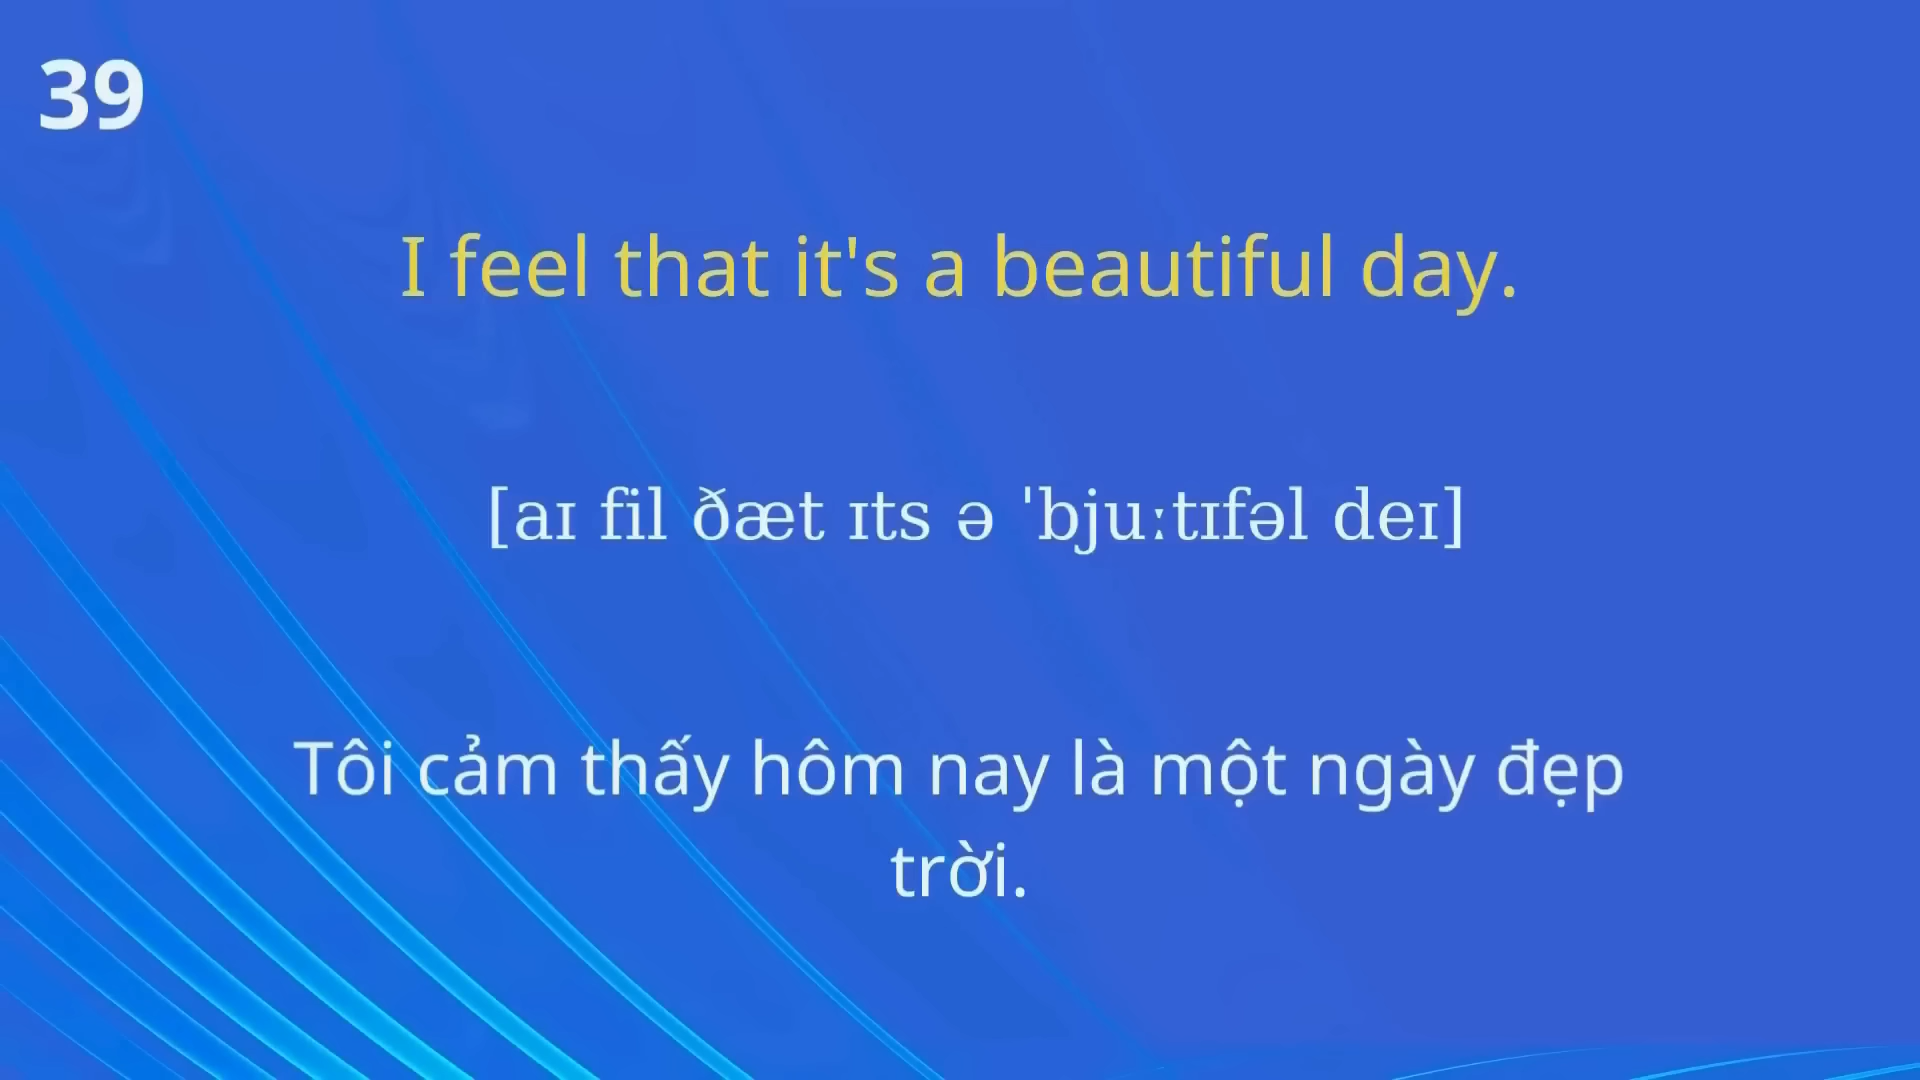 39
I feel that it's a beautiful day.
[aɪ fil ðæt ɪts ə ˈbjuːtɪfəl deɪ]
Tôi cảm thấy hôm nay là một ngày đẹp
trời.